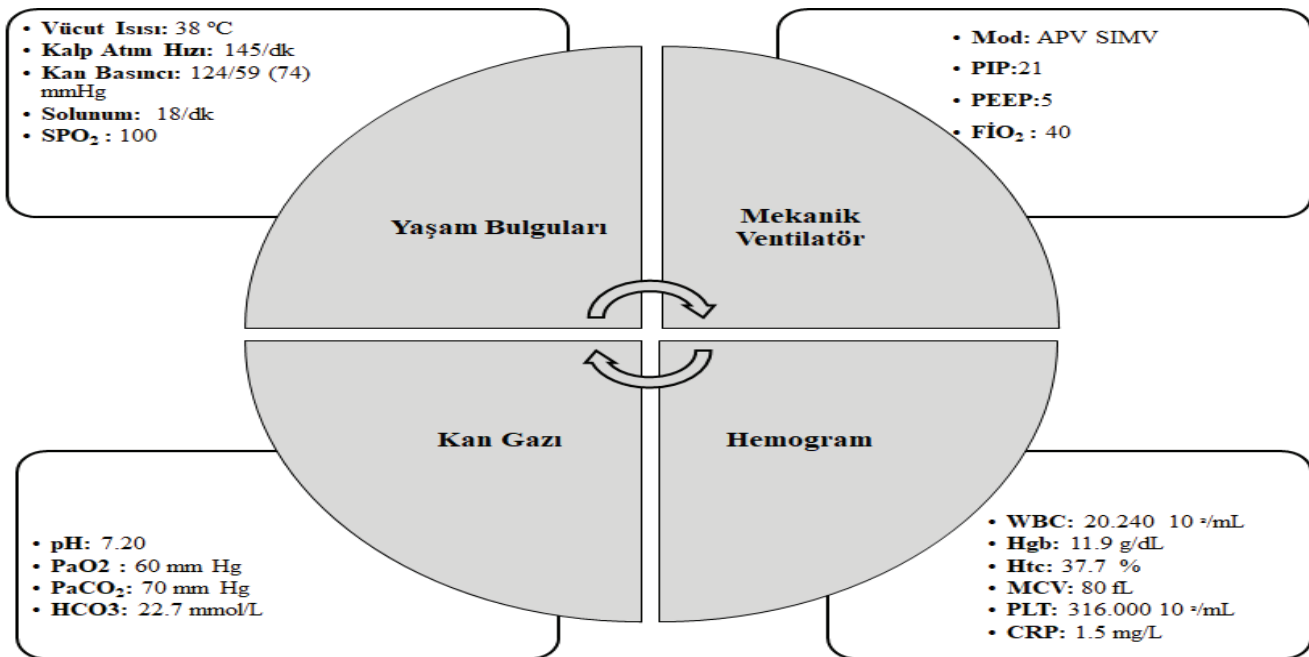 • Vücut Isısı: 38 °C
• Kalp Atım Hızı: 145/dk
• Kan Basıncı: 124/59 (74)
mmHg
• Solunum: 18/dk
• SPO₂ : 100
• Mod: APV SIMV
• PIP:21
• PEEP:5
• FİO₂ : 40
Yaşam Bulguları
Mekanik
Ventilatör
Kan Gazı
Hemogram
• pH: 7.20
• PaO2 : 60 mm Hg
• PaCO₂: 70 mm Hg
• HCO3: 22.7 mmol/L
• WBC: 20.240 10 /mL
• Hgb: 11.9 g/dL
• Htc: 37.7 %
• MCV: 80 fL
• PLT: 316.000 10 /mL
• CRP: 1.5 mg/L